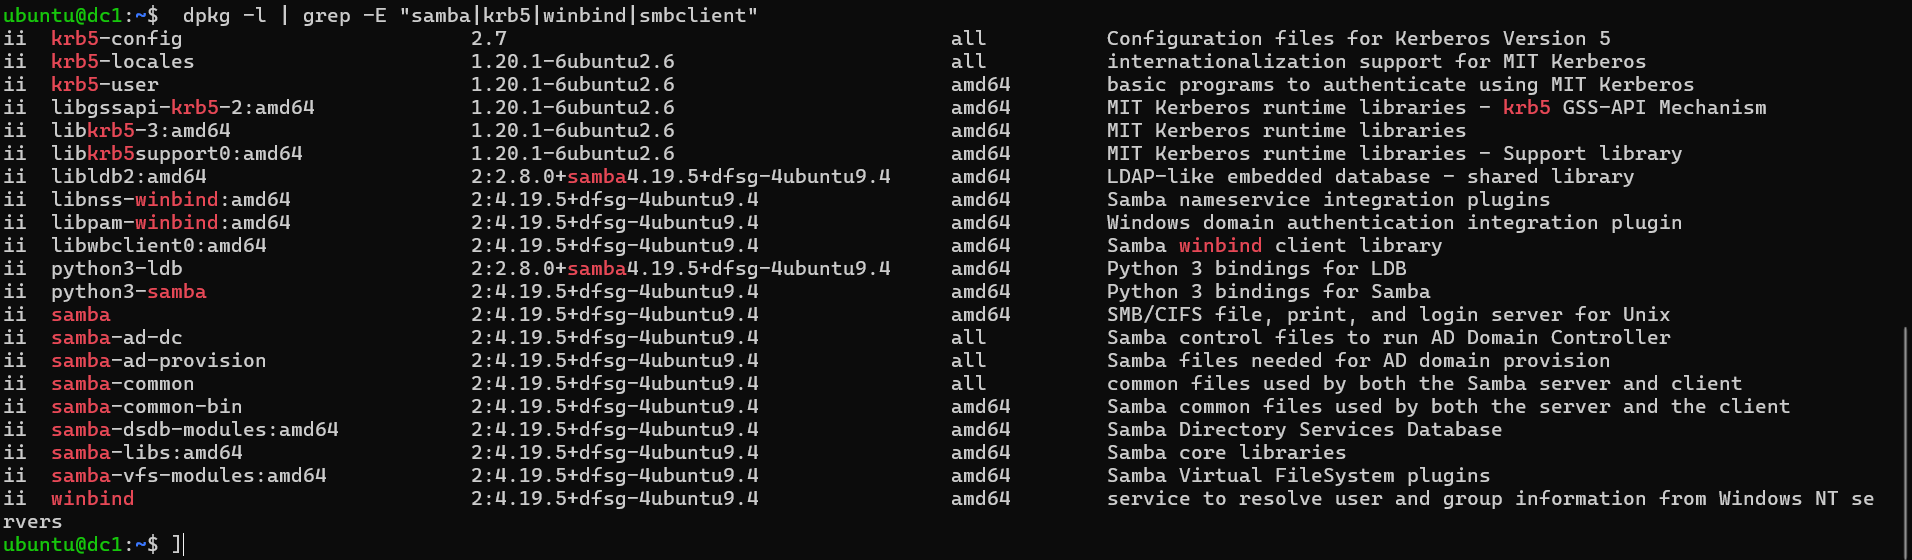 ubuntu@dc1:~$  dpkg -l | grep -E "samba|krb5|winbind|smbclient"
ii  krb5-config                        2.7                                     all          Configuration files for Kerberos Version 5
ii  krb5-locales                       1.20.1-6ubuntu2.6                       all          internationalization support for MIT Kerberos
ii  krb5-user                          1.20.1-6ubuntu2.6                       amd64        basic programs to authenticate using MIT Kerberos
ii  libgssapi-krb5-2:amd64             1.20.1-6ubuntu2.6                       amd64        MIT Kerberos runtime libraries - krb5 GSS-API Mechanism
ii  libkrb5-3:amd64                    1.20.1-6ubuntu2.6                       amd64        MIT Kerberos runtime libraries
ii  libkrb5support0:amd64              1.20.1-6ubuntu2.6                       amd64        MIT Kerberos runtime libraries - Support library
ii  libldb2:amd64                      2:2.8.0+samba4.19.5+dfsg-4ubuntu9.4     amd64        LDAP-like embedded database - shared library
ii  libnss-winbind:amd64               2:4.19.5+dfsg-4ubuntu9.4                amd64        Samba nameservice integration plugins
ii  libpam-winbind:amd64               2:4.19.5+dfsg-4ubuntu9.4                amd64        Windows domain authentication integration plugin
ii  libwbclient0:amd64                 2:4.19.5+dfsg-4ubuntu9.4                amd64        Samba winbind client library
ii  python3-ldb                        2:2.8.0+samba4.19.5+dfsg-4ubuntu9.4     amd64        Python 3 bindings for LDB
ii  python3-samba                      2:4.19.5+dfsg-4ubuntu9.4                amd64        Python 3 bindings for Samba
ii  samba                              2:4.19.5+dfsg-4ubuntu9.4                amd64        SMB/CIFS file, print, and login server for Unix
ii  samba-ad-dc                        2:4.19.5+dfsg-4ubuntu9.4                all          Samba control files to run AD Domain Controller
ii  samba-ad-provision                 2:4.19.5+dfsg-4ubuntu9.4                all          Samba files needed for AD domain provision
ii  samba-common                       2:4.19.5+dfsg-4ubuntu9.4                all          common files used by both the Samba server and client
ii  samba-common-bin                   2:4.19.5+dfsg-4ubuntu9.4                amd64        Samba common files used by both the server and the client
ii  samba-dsdb-modules:amd64           2:4.19.5+dfsg-4ubuntu9.4                amd64        Samba Directory Services Database
ii  samba-libs:amd64                   2:4.19.5+dfsg-4ubuntu9.4                amd64        Samba core libraries
ii  samba-vfs-modules:amd64            2:4.19.5+dfsg-4ubuntu9.4                amd64        Samba Virtual FileSystem plugins
ii  winbind                            2:4.19.5+dfsg-4ubuntu9.4                amd64        service to resolve user and group information from Windows NT se
rvers
ubuntu@dc1:~$ ]